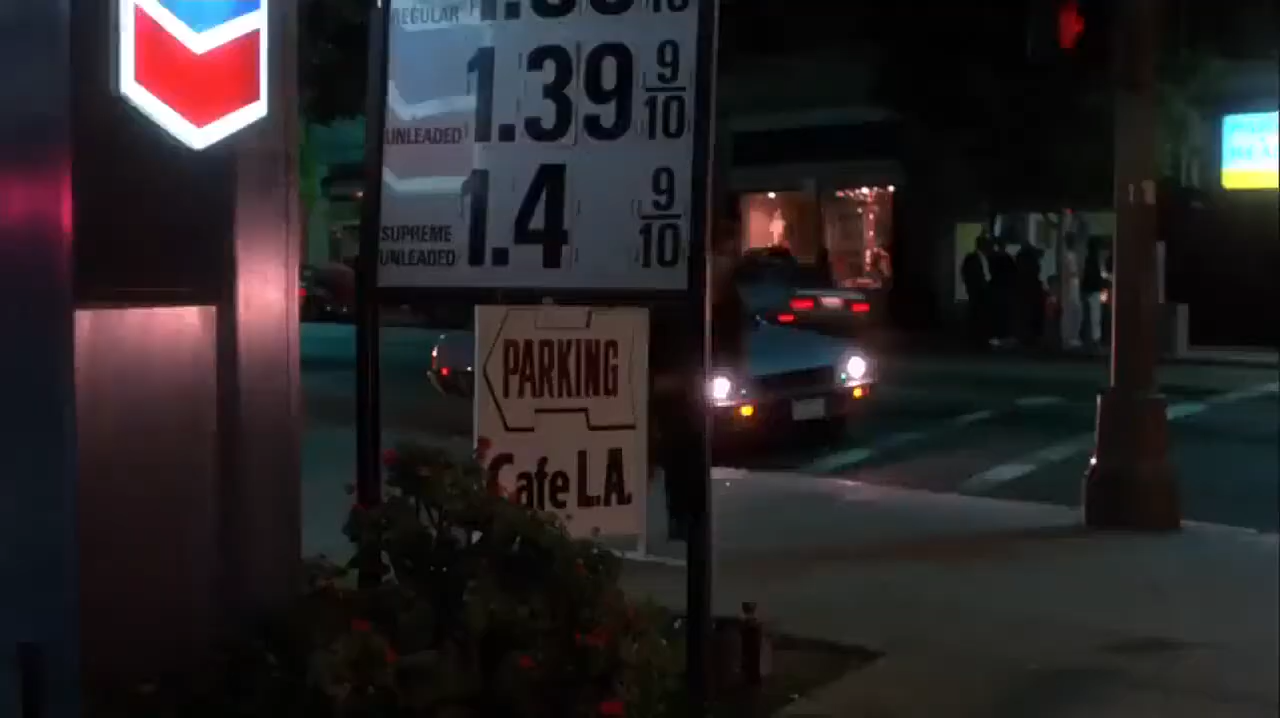 REGULAR
1.39 9/10
UNLEADED
1.4 9/10
SUPREME
UNLEADED
PARKING
Cafe L.A.